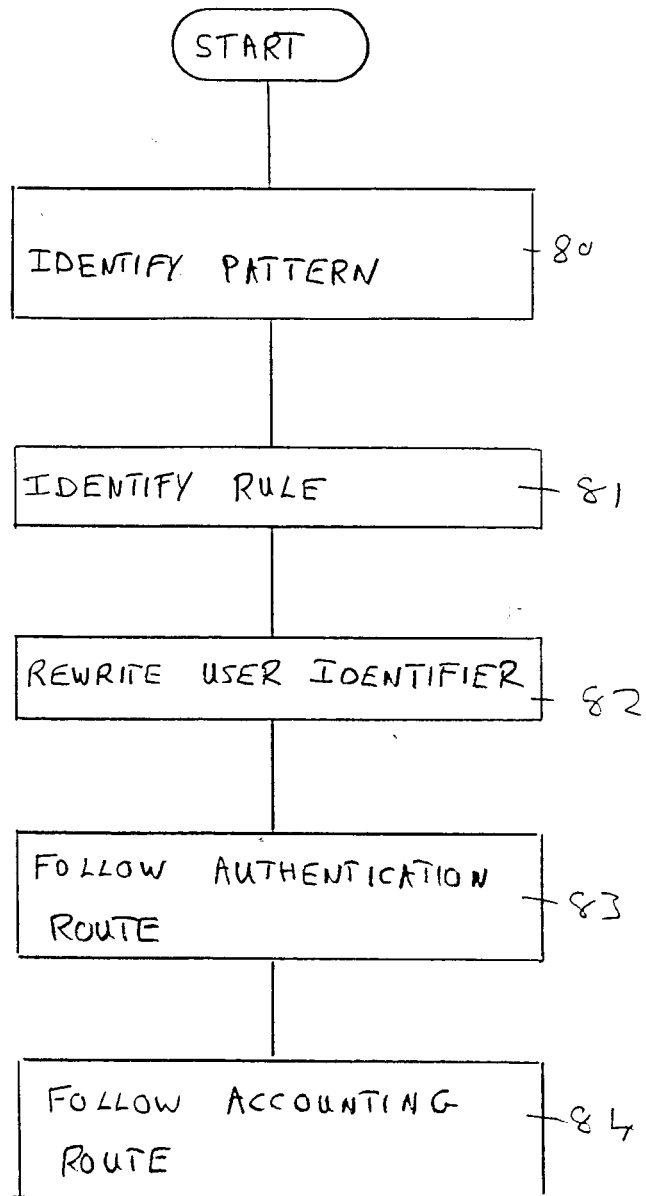 START
IDENTIFY PATTERN
80
IDENTIFY RULE
81
REWRITE USER IDENTIFIER
82
FOLLOW AUTHENTICATION
ROUTE
83
FOLLOW ACCOUNTING
ROUTE
84